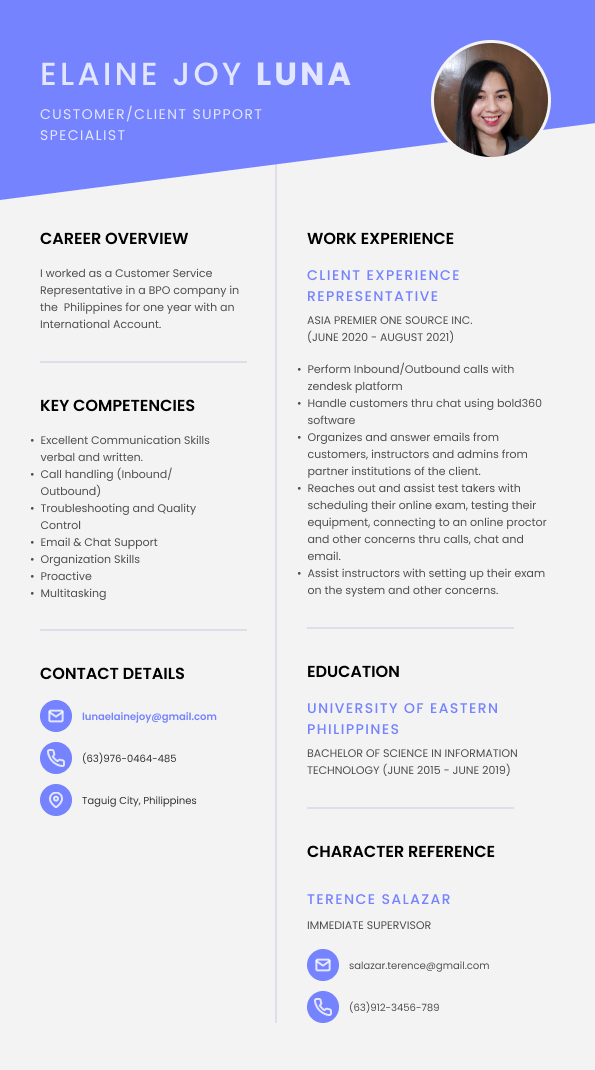 ELAINE JOY LUNA
CUSTOMER/CLIENT SUPPORT
SPECIALIST
CAREER OVERVIEW
I worked as a Customer Service
Representative in a BPO company in
the  Philippines for one year with an
International Account.
KEY COMPETENCIES
• Excellent Communication Skills
verbal and written.
• Call handling (Inbound/
Outbound)
• Troubleshooting and Quality
Control
• Email & Chat Support
• Organization Skills
• Proactive
• Multitasking
CONTACT DETAILS
lunaelainejoy@gmail.com
(63)976-0464-485
Taguig City, Philippines
WORK EXPERIENCE
CLIENT EXPERIENCE
REPRESENTATIVE
ASIA PREMIER ONE SOURCE INC.
(JUNE 2020 - AUGUST 2021)
• Perform Inbound/Outbound calls with
zendesk platform
• Handle customers thru chat using bold360
software
• Organizes and answer emails from
customers, instructors and admins from
partner institutions of the client.
• Reaches out and assist test takers with
scheduling their online exam, testing their
equipment, connecting to an online proctor
and other concerns thru calls, chat and
email.
• Assist instructors with setting up their exam
on the system and other concerns.
EDUCATION
UNIVERSITY OF EASTERN
PHILIPPINES
BACHELOR OF SCIENCE IN INFORMATION
TECHNOLOGY (JUNE 2015 - JUNE 2019)
CHARACTER REFERENCE
TERENCE SALAZAR
IMMEDIATE SUPERVISOR
salazar.terence@gmail.com
(63)912-3456-789